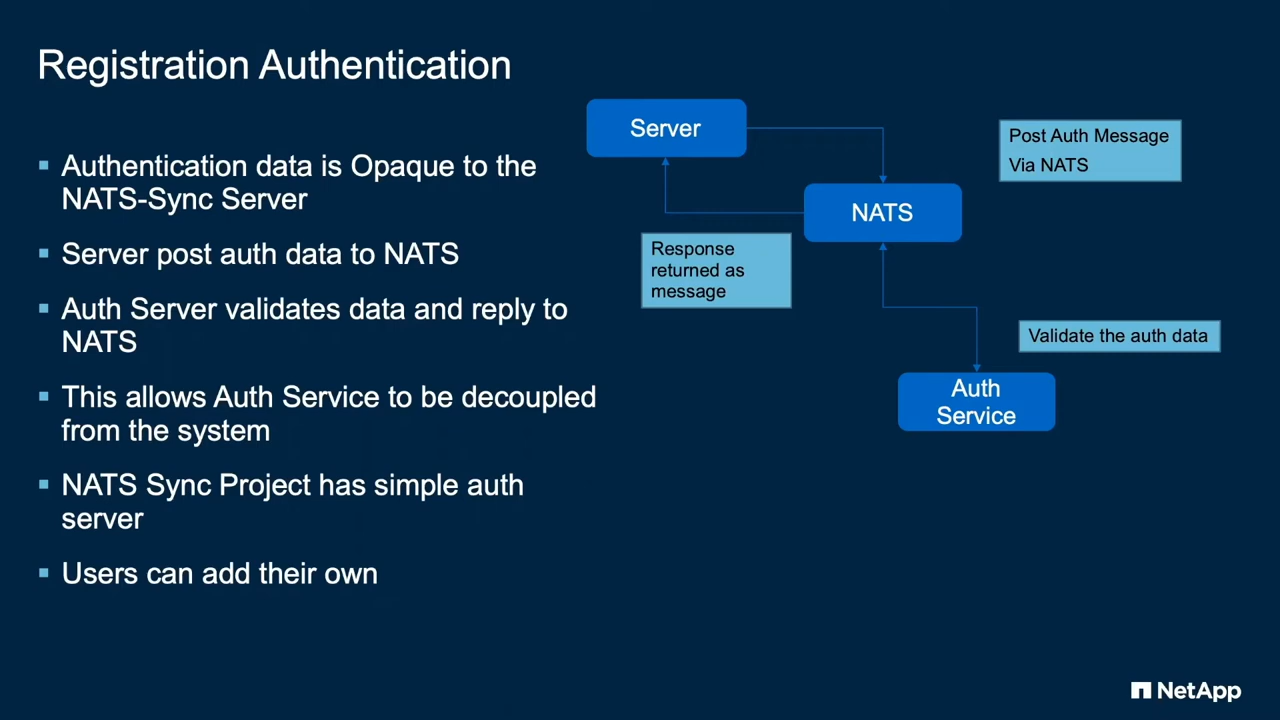 Registration Authentication
Authentication data is Opaque to the
NATS-Sync Server
Server post auth data to NATS
Auth Server validates data and reply to
NATS
This allows Auth Service to be decoupled
from the system
NATS Sync Project has simple auth
server
Users can add their own
Server
Post Auth Message
Via NATS
NATS
Response
returned as
message
Validate the auth data
Auth
Service
NetApp